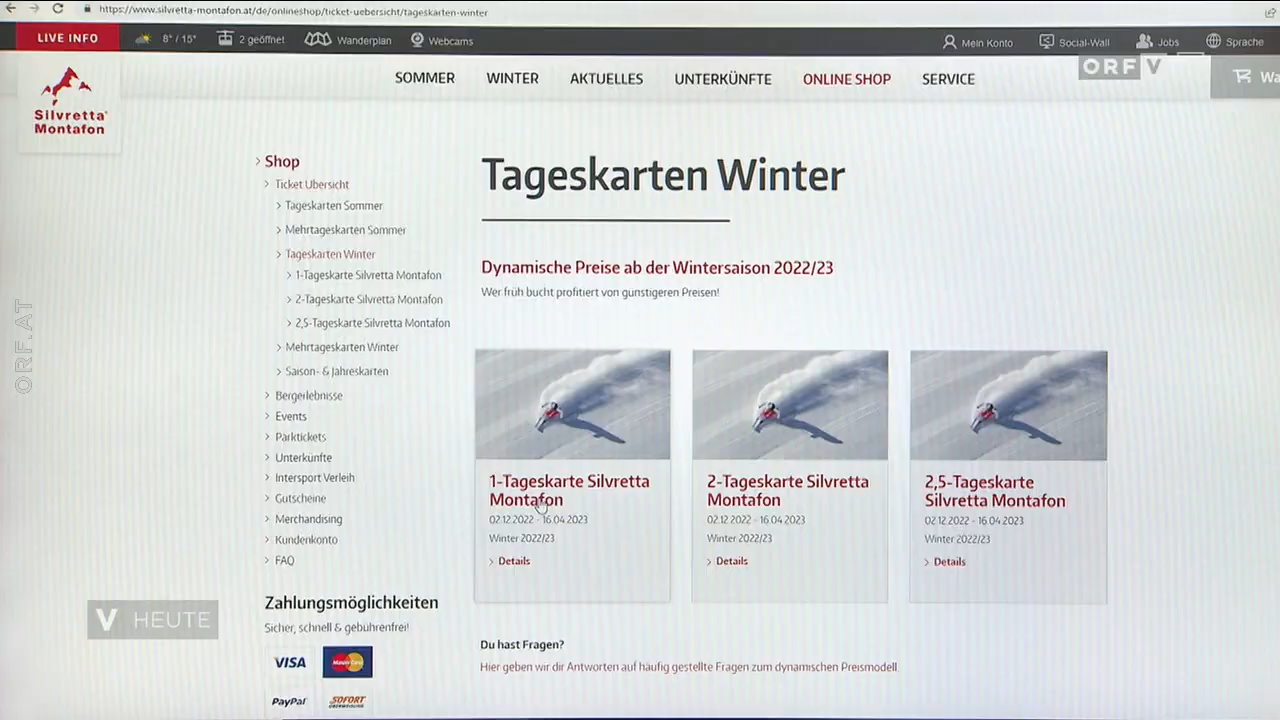 https://www.silvretta-montafon.at/de/onlineshop/ticket-uebersicht/tageskarten-winter
LIVE INFO
8° / 15°
2 geöffnet
Wanderplan
Webcams
Mein Konto
Social-Wall
Jobs
Sprache
ORF V
Silvretta
Montafon
SOMMER
WINTER
AKTUELLES
UNTERKÜNFTE
ONLINE SHOP
SERVICE
Wa
Shop
Ticket Übersicht
Tageskarten Sommer
Mehrtageskarten Sommer
Tageskarten Winter
1-Tageskarte Silvretta Montafon
2-Tageskarte Silvretta Montafon
2,5-Tageskarte Silvretta Montafon
Mehrtageskarten Winter
Saison- & Jahreskarten
Bergerlebnisse
Events
Parktickets
Unterkünfte
Intersport Verleih
Gutscheine
Merchandising
Kundenkonto
FAQ
Zahlungsmöglichkeiten
Sicher, schnell & gebührenfrei!
VISA
MasterCard
PayPal
SOFORT
ÜBERWEISUNG
Tageskarten Winter
Dynamische Preise ab der Wintersaison 2022/23
Wer früh bucht profitiert von günstigeren Preisen!
1-Tageskarte Silvretta
Montafon
02.12.2022 - 16.04.2023
Winter 2022/23
Details
2-Tageskarte Silvretta
Montafon
02.12.2022 - 16.04.2023
Winter 2022/23
Details
2,5-Tageskarte
Silvretta Montafon
02.12.2022 - 16.04.2023
Winter 2022/23
Details
Du hast Fragen?
Hier geben wir dir Antworten auf häufig gestellte Fragen zum dynamischen Preismodell.
ORF.AT
V HEUTE